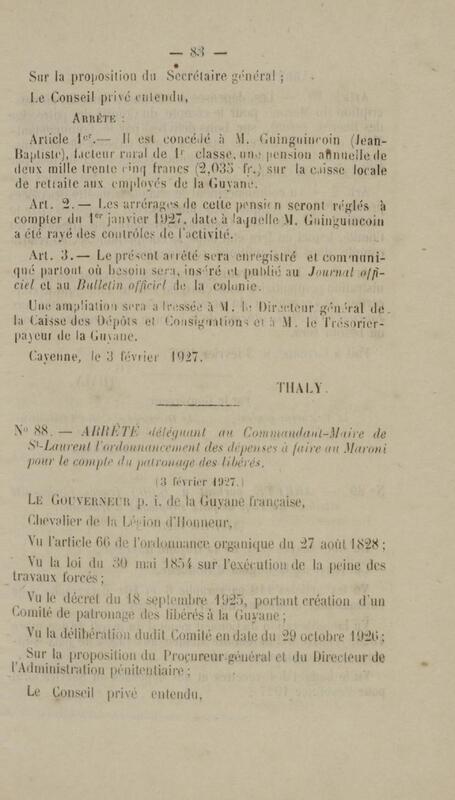 — 83 —
Sur la proposition du Secrétaire général ;
Le Conseil privé entendu,
ARRÊTE :
Article 1er.— Il est concédé à M. Guinguincoin (Jean-
Baptiste), facteur rural de 1re classe, une pension annuelle de
deux mille trente cinq francs (2,035 fr.) sur la caisse locale
de retraite aux employés de la Guyane.
Art. 2.— Les arrérages de cette pension seront réglés à
compter du 1er janvier 1927, date à laquelle M. Guinguincoin
a été rayé des contrôles de l'activité.
Art. 3.— Le présent arrêté sera enregistré et communi-
qué partout où besoin sera, inséré et publié au Journal offi-
ciel et au Bulletin officiel de la colonie.
Une ampliation sera adressée à M. le Directeur général de
la Caisse des Dépôts et Consignations et à M. le Trésorier-
payeur de la Guyane.
Cayenne, le 3 février 1927.
THALY.
No 88. — ARRÊTÉ déléguant au Commandant-Maire de
St-Laurent l'ordonnancement des dépenses à faire au Maroni
pour le compte du patronage des libérés.
(3 février 1927.)
LE GOUVERNEUR p. i. de la Guyane française,
Chevalier de la Légion d'Honneur,
Vu l'article 66 de l'ordonnance organique du 27 août 1828 ;
Vu la loi du 30 mai 1854 sur l'exécution de la peine des
travaux forcés ;
Vu le décret du 18 septembre 1925, portant création d'un
Comité de patronage des libérés à la Guyane ;
Vu la délibération dudit Comité en date du 29 octobre 1926 ;
Sur la proposition du Procureur général et du Directeur de
l'Administration pénitentiaire ;
Le Conseil privé entendu,